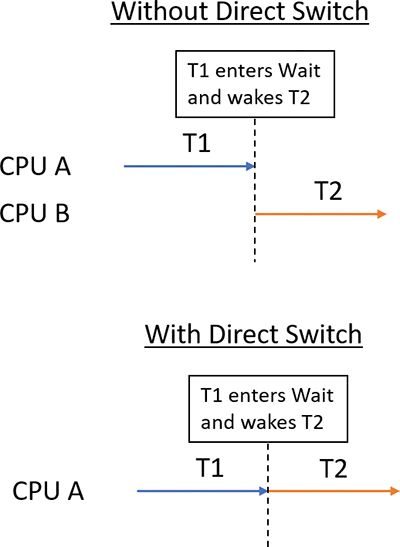 Without Direct Switch
T1 enters Wait
and wakes T2
T1
CPU A
T2
CPU B
With Direct Switch
T1 enters Wait
and wakes T2
T1 T2
CPU A